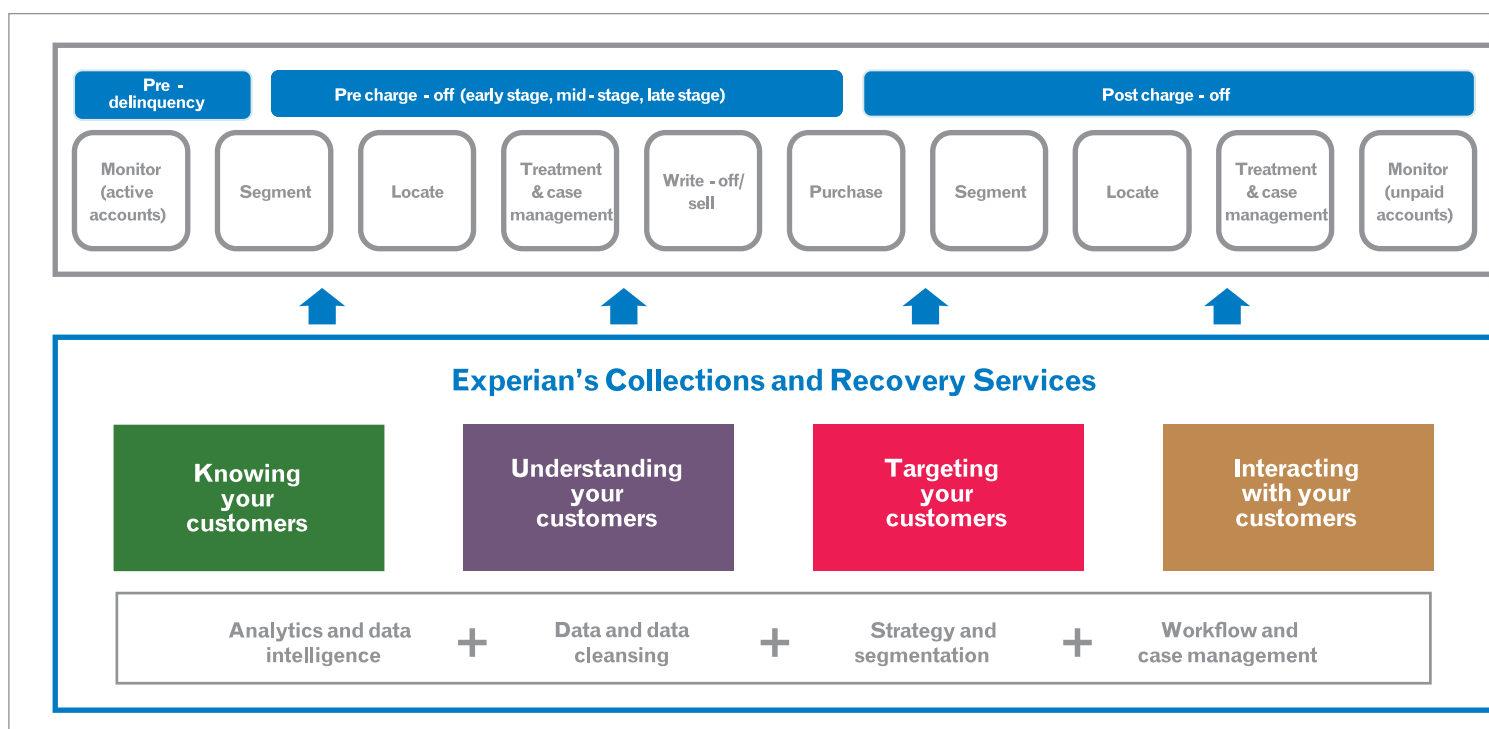 Pre -
delinquency
Pre charge - off (early stage, mid - stage, late stage)
Post charge - off
Monitor
(active
accounts)
Segment
Locate
Treatment
& case
management
Write - off/
sell
Purchase
Segment
Locate
Treatment
& case
management
Monitor
(unpaid
accounts)
Experian’s Collections and Recovery Services
Knowing
your
customers
Understanding
your
customers
Targeting
your
customers
Interacting
with your
customers
Analytics and data
intelligence
+
Data and data
cleansing
+
Strategy and
segmentation
+
Workflow and
case management